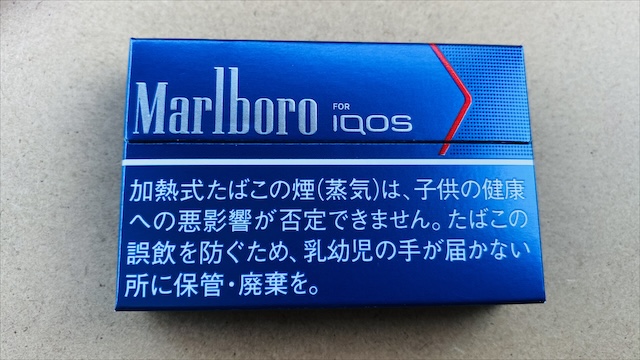 Marlboro FOR IQOS
加熱式たばこの煙(蒸気)は、子供の健康
への悪影響が否定できません。たばこの
誤飲を防ぐため、乳幼児の手が届かない
所に保管・廃棄を。